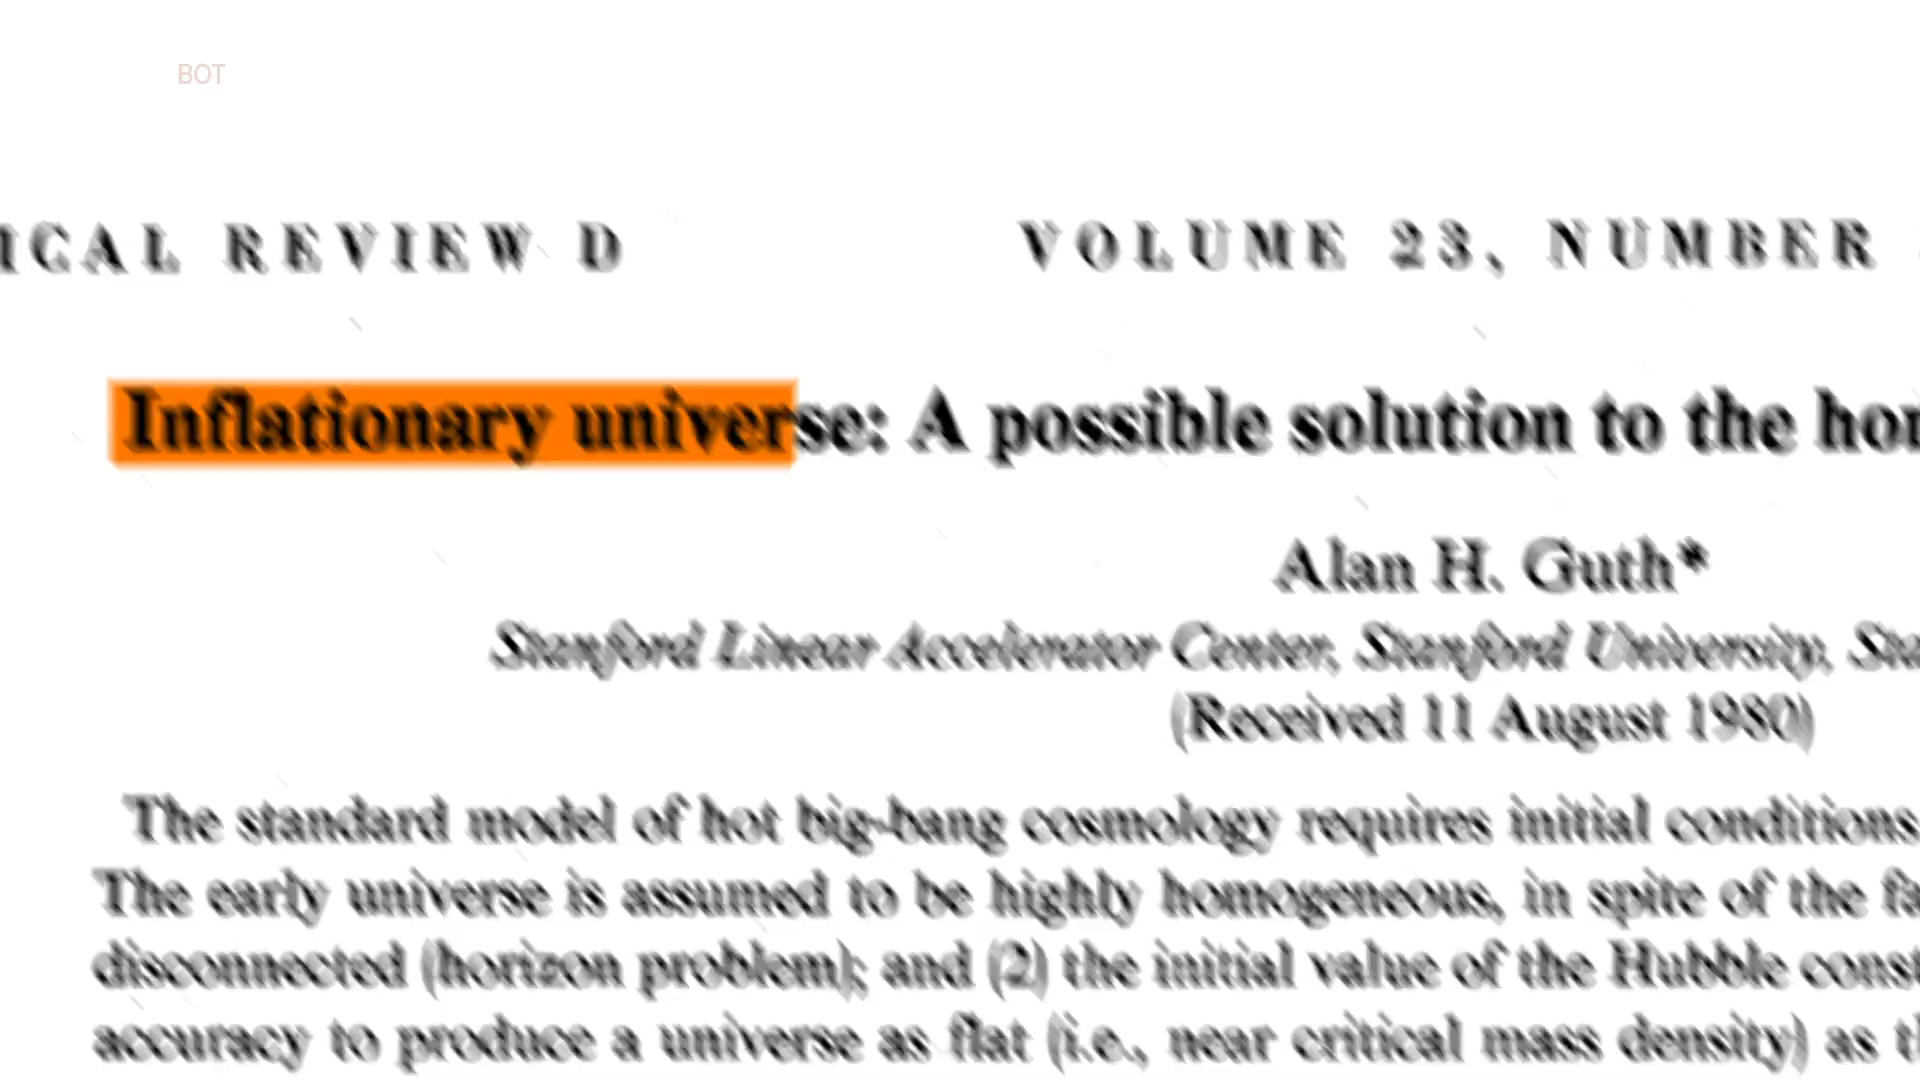 BOT
ICAL REVIEW D VOLUME 23, NUMBER
Inflationary universe: A possible solution to the hor
Alan H. Guth*
Stanford Linear Accelerator Center, Stanford University, Sta
(Received 11 August 1980)
The standard model of hot big-bang cosmology requires initial conditions
The early universe is assumed to be highly homogeneous, in spite of the fa
disconnected (horizon problem); and (2) the initial value of the Hubble const
accuracy to produce a universe as flat (i.e., near critical mass density) as th